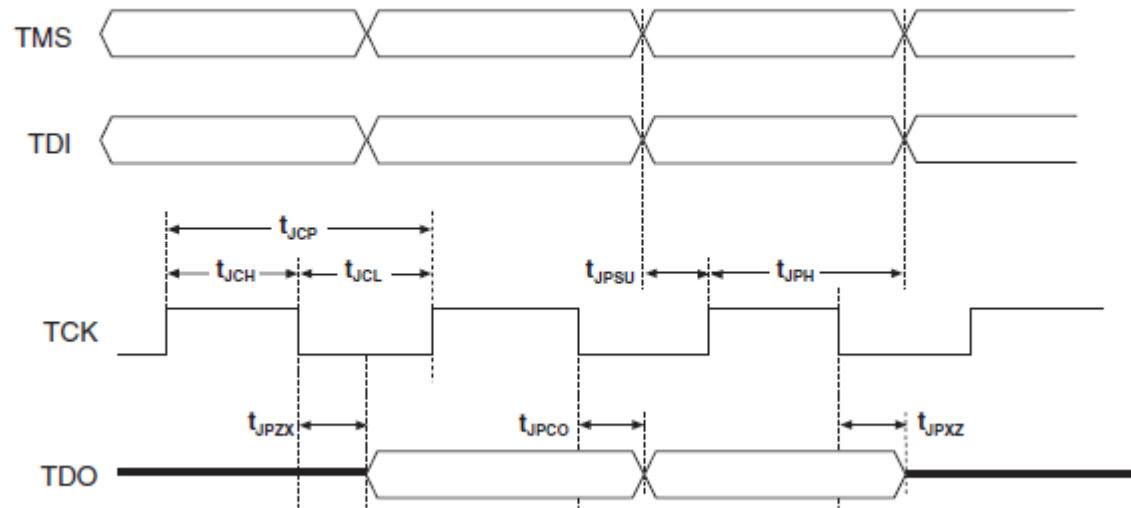 TMS
TDI
tJCP
tJCH tJCL tJPSU tJPH
TCK
tJPZX tJPCO tJPXZ
TDO